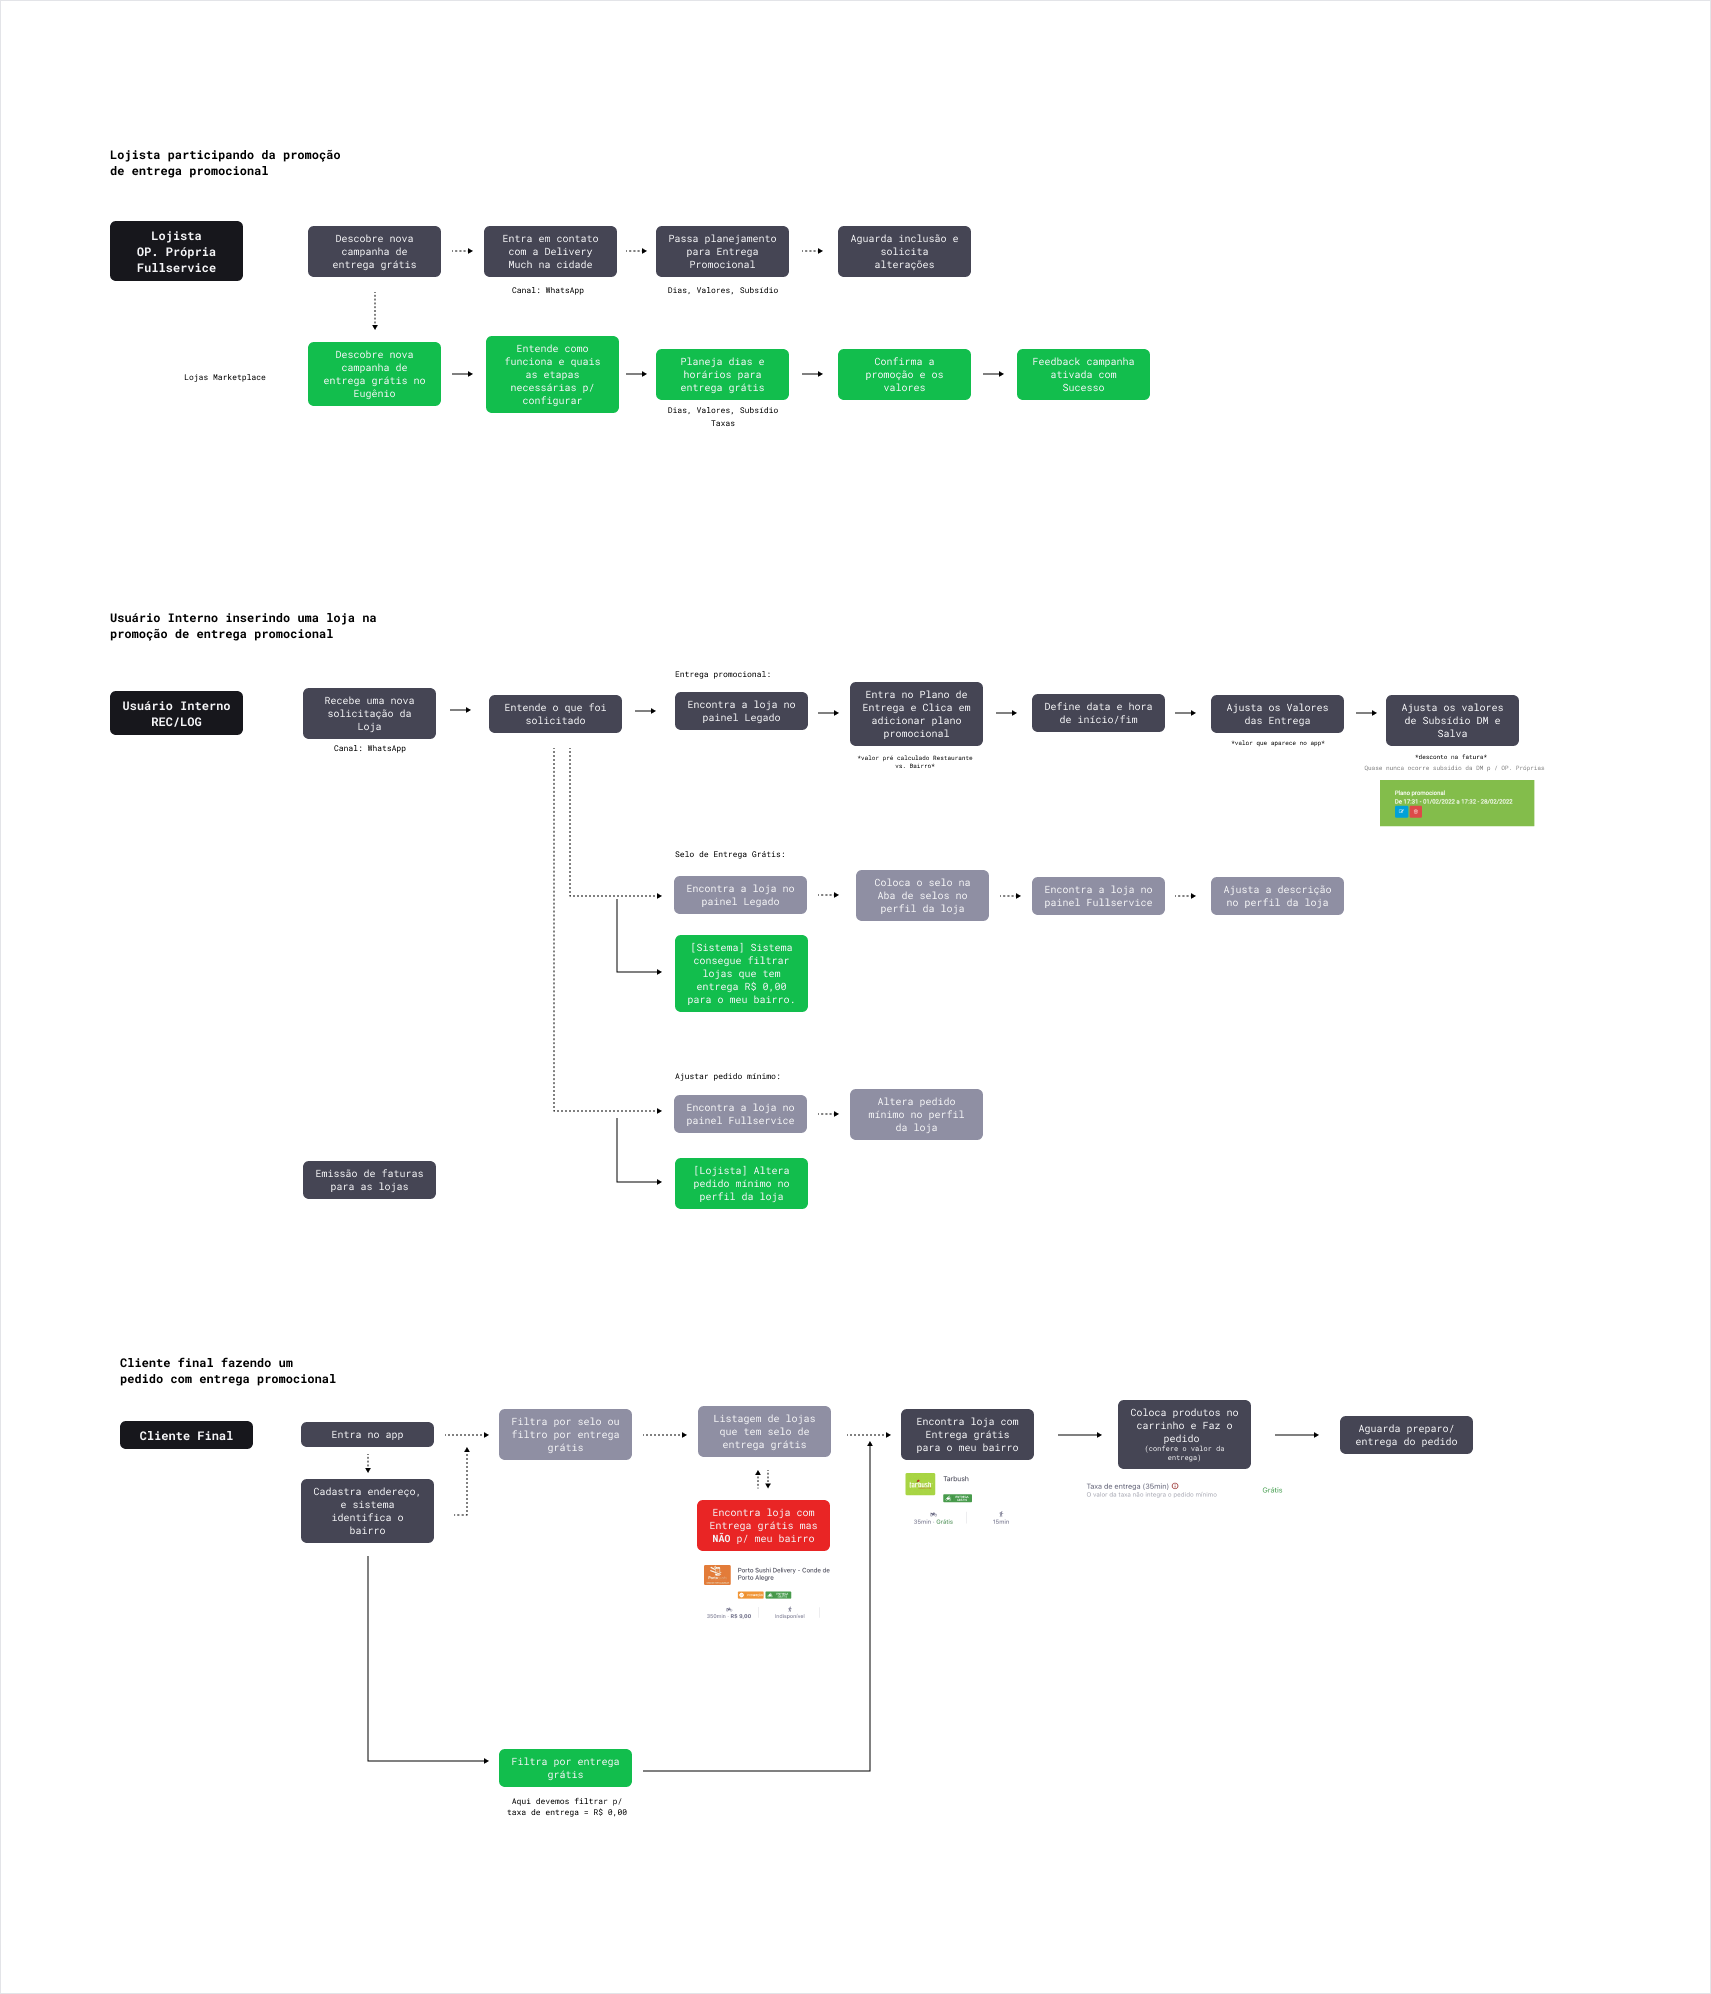 Lojista participando da promoção
de entrega promocional
Lojista
OP. Própria
Fullservice
Descobre nova
campanha de
entrega grátis
Entra em contato
com a Delivery
Much na cidade
Canal: WhatsApp
Passa planejamento
para Entrega
Promocional
Dias, Valores, Subsídio
Aguarda inclusão e
solicita
alterações
Lojas Marketplace
Descobre nova
campanha de
entrega grátis no
Eugênio
Entende como
funciona e quais
as etapas
necessárias p/
configurar
Planeja dias e
horários para
entrega grátis
Dias, Valores, Subsídio
Taxas
Confirma a
promoção e os
valores
Feedback campanha
ativada com
Sucesso
Usuário Interno inserindo uma loja na
promoção de entrega promocional
Usuário Interno
REC/LOG
Recebe uma nova
solicitação da
Loja
Canal: WhatsApp
Entende o que foi
solicitado
Entrega promocional:
Encontra a loja no
painel Legado
Entra no Plano de
Entrega e Clica em
adicionar plano
promocional
*valor pré calculado Restaurante
vs. Bairro*
Define data e hora
de início/fim
Ajusta os Valores
das Entrega
*valor que aparece no app*
Ajusta os valores
de Subsídio DM e
Salva
*desconto na fatura*
Quase nunca ocorre subsídio da DM p / OP. Próprias
Plano promocional
De 17:31 - 01/02/2022 a 17:32 - 28/02/2022
Selo de Entrega Grátis:
Encontra a loja no
painel Legado
Coloca o selo na
Aba de selos no
perfil da loja
Encontra a loja no
painel Fullservice
Ajusta a descrição
no perfil da loja
[Sistema] Sistema
consegue filtrar
lojas que tem
entrega R$ 0,00
para o meu bairro.
Ajustar pedido mínimo:
Encontra a loja no
painel Fullservice
Altera pedido
mínimo no perfil
da loja
Emissão de faturas
para as lojas
[Lojista] Altera
pedido mínimo no
perfil da loja
Cliente final fazendo um
pedido com entrega promocional
Cliente Final
Entra no app
Cadastra endereço,
e sistema
identifica o
bairro
Filtra por selo ou
filtro por entrega
grátis
Listagem de lojas
que tem selo de
entrega grátis
Encontra loja com
Entrega grátis mas
NÃO p/ meu bairro
Porto Sushi Delivery - Conde de
Porto Alegre
Indisponível
Encontra loja com
Entrega grátis
para o meu bairro
tarbush
Tarbush
ENTREGA
GRÁTIS
35min · Grátis
15min
Coloca produtos no
carrinho e Faz o
pedido
(confere o valor da
entrega)
Taxa de entrega (35min)
O valor da taxa não integra o pedido mínimo
Grátis
Aguarda preparo/
entrega do pedido
Filtra por entrega
grátis
Aqui devemos filtrar p/
taxa de entrega = R$ 0,00